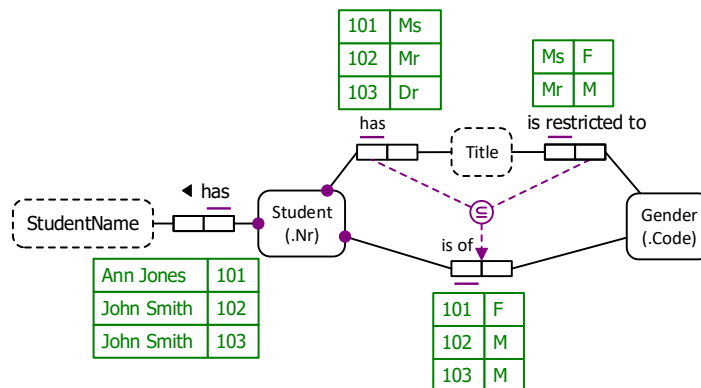 101 Ms
102 Mr
103 Dr
Ms F
Mr M
has
is restricted to
Title
◄ has
StudentName
Student
(.Nr)
⊆
Gender
(.Code)
is of
Ann Jones 101
John Smith 102
John Smith 103
101 F
102 M
103 M